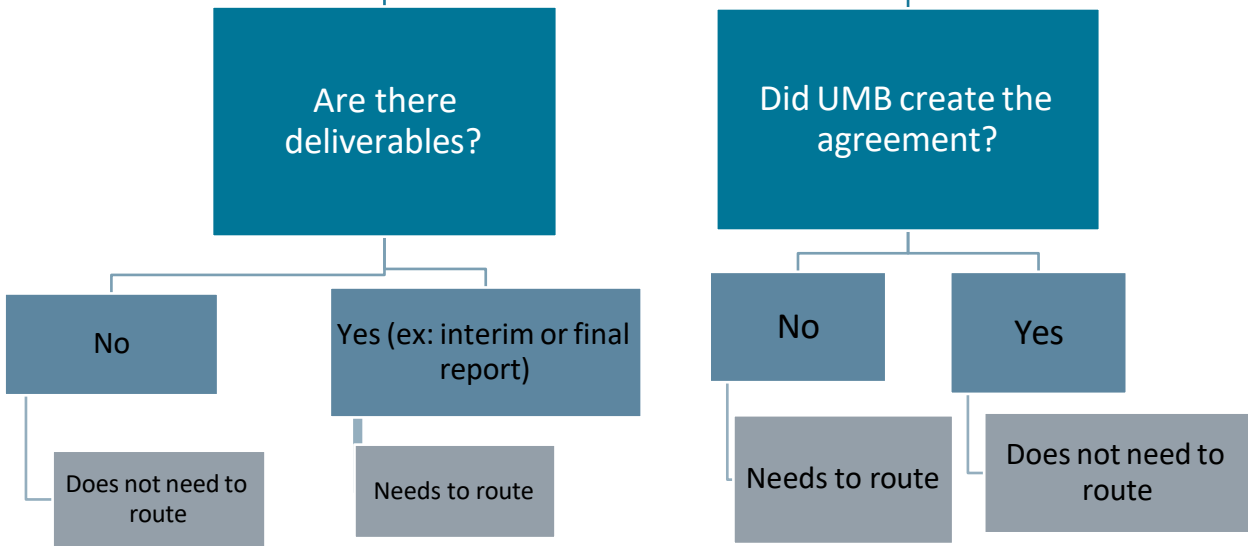 Are there
deliverables?
No
Yes (ex: interim or final
report)
Does not need to
route
Needs to route
Did UMB create the
agreement?
No
Yes
Needs to route
Does not need to
route